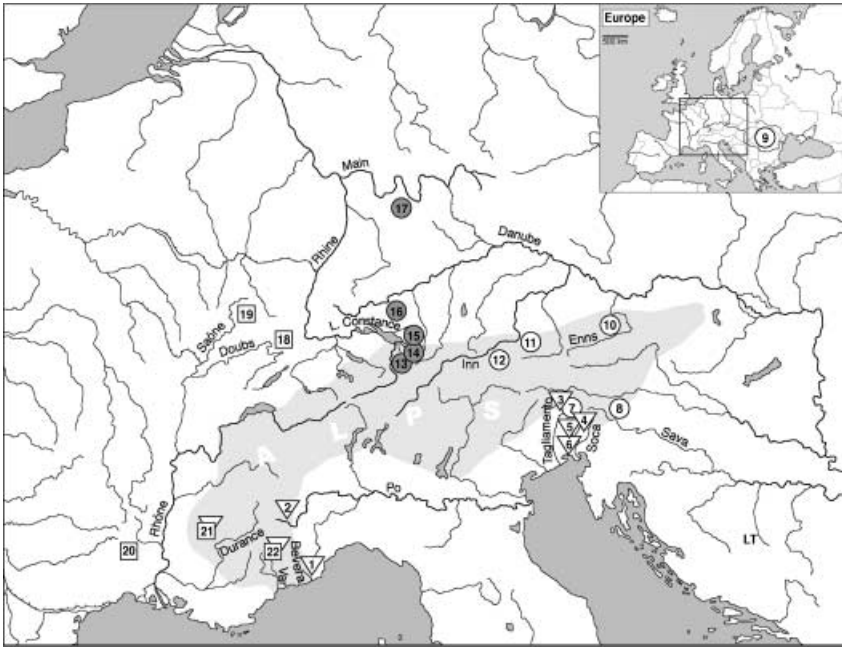 Europe
500 km
9
Main
17
Rhine
Danube
16
L. Constance
19
15
10
Saône
18
14
11
Enns
Doubs
13
12
Inn
3
7
8
ALPS
Tagliamento
5
4
6
Soca
Sava
Po
2
Rhône
21
Durance
20
22
Bevera
Var
1
LT